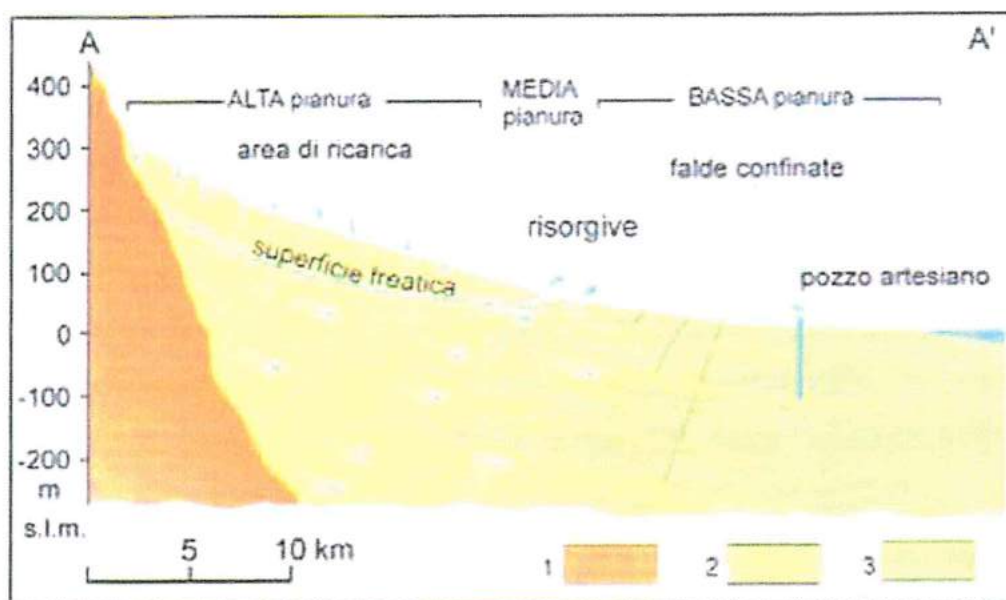 A A'
400
300
200
100
0
-100
-200
m
s.l.m.
ALTA pianura
MEDIA
pianura
BASSA pianura
area di ricarica
falde confinate
risorgive
superficie freatica
pozzo artesiano
5 10 km
1 2 3